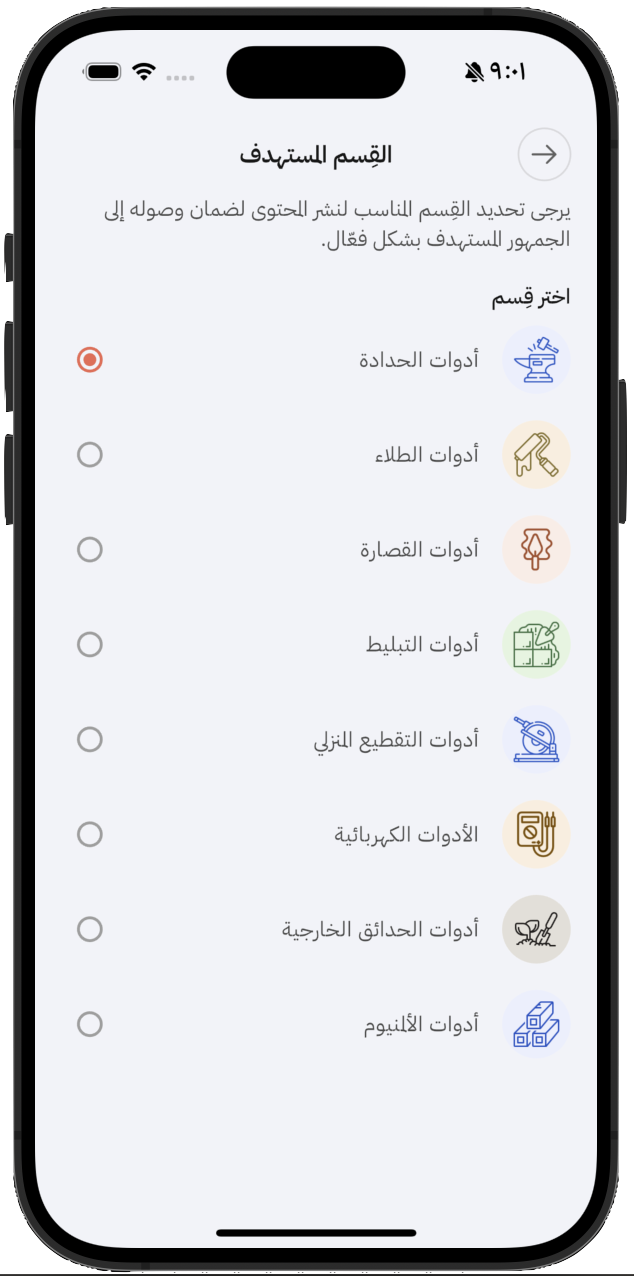 ٩:٠١
القِسم المستهدف
يرجى تحديد القِسم المناسب لنشر المحتوى لضمان وصوله إلى
الجمهور المستهدف بشكل فعّال.
اختر قِسم
أدوات الحدادة
أدوات الطلاء
أدوات القصارة
أدوات التبليط
أدوات التقطيع المنزلي
الأدوات الكهربائية
أدوات الحدائق الخارجية
أدوات الألمنيوم